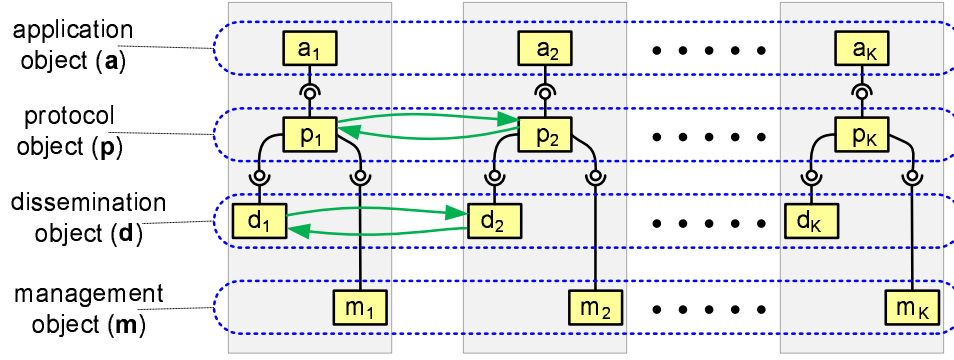 application
object (a)
a1 a2 aK
protocol
object (p)
p1 p2 pK
dissemination
object (d)
d1 d2 dK
management
object (m)
m1 m2 mK